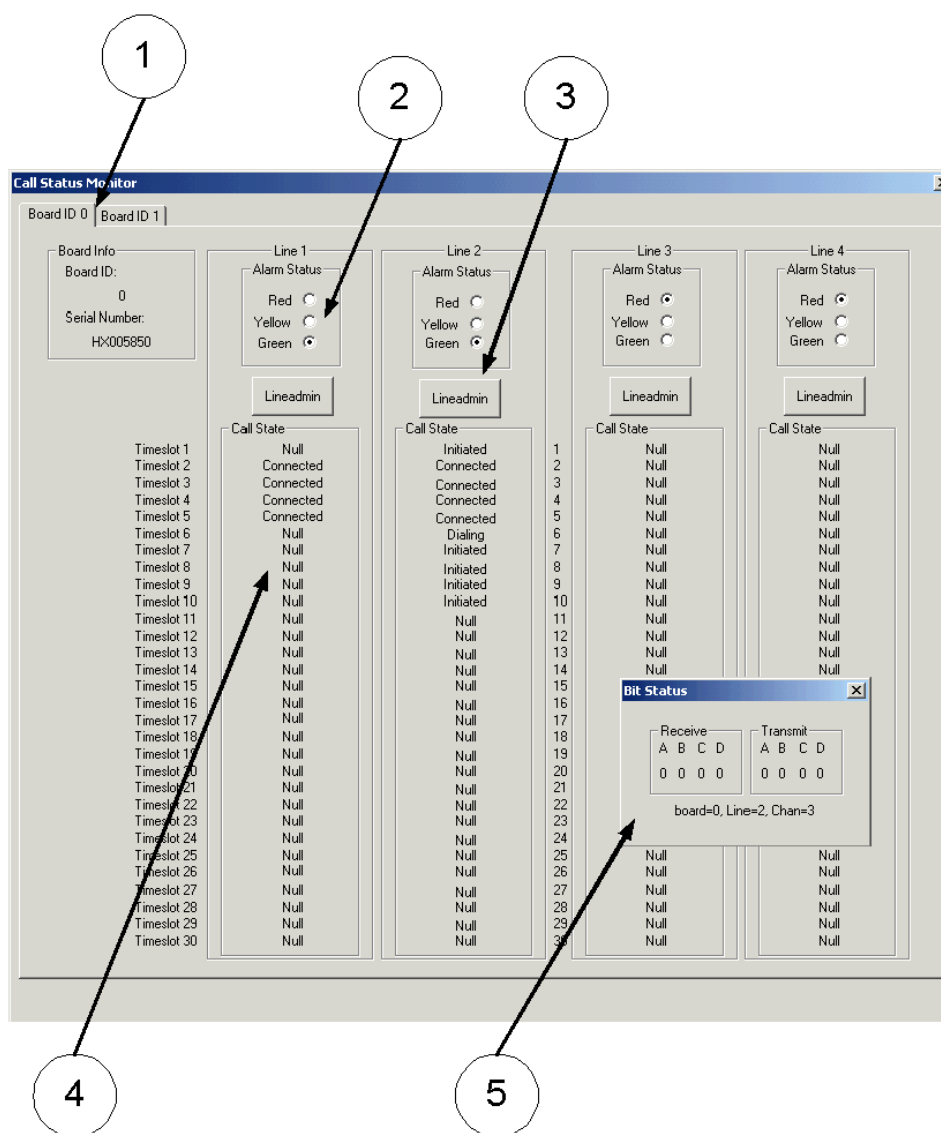 1
2
3
Call Status Monitor
Board ID 0 Board ID 1
Board Info
Board ID:
0
Serial Number:
HX005850
Line 1 Line 2 Line 3 Line 4
Alarm Status Alarm Status Alarm Status Alarm Status
Red Red Red Red
Yellow Yellow Yellow Yellow
Green Green Green Green
Lineadmin Lineadmin Lineadmin Lineadmin
Call State Call State Call State Call State
Timeslot 1 Null Initiated 1 Null Null
Timeslot 2 Connected Connected 2 Null Null
Timeslot 3 Connected Connected 3 Null Null
Timeslot 4 Connected Connected 4 Null Null
Timeslot 5 Connected Connected 5 Null Null
Timeslot 6 Null Dialing 6 Null Null
Timeslot 7 Null Initiated 7 Null Null
Timeslot 8 Null Initiated 8 Null Null
Timeslot 9 Null Initiated 9 Null Null
Timeslot 10 Null Initiated 10 Null Null
Timeslot 11 Null Null 11 Null Null
Timeslot 12 Null Null 12 Null Null
Timeslot 13 Null Null 13 Null Null
Timeslot 14 Null Null 14 Null Null
Timeslot 15 Null Null 15
Timeslot 16 Null Null 16
Timeslot 17 Null Null 17
Timeslot 18 Null Null 18
Timeslot 19 Null Null 19
Timeslot 20 Null Null 20
Timeslot 21 Null Null 21
Timeslot 22 Null Null 22
Timeslot 23 Null Null 23
Timeslot 24 Null Null 24
Timeslot 25 Null Null 25 Null Null
Timeslot 26 Null Null 26 Null Null
Timeslot 27 Null Null 27 Null Null
Timeslot 28 Null Null 28 Null Null
Timeslot 29 Null Null 29 Null Null
Timeslot 30 Null Null 30 Null Null
Bit Status
Receive Transmit
A B C D A B C D
0 0 0 0 0 0 0 0
board=0, Line=2, Chan=3
4
5